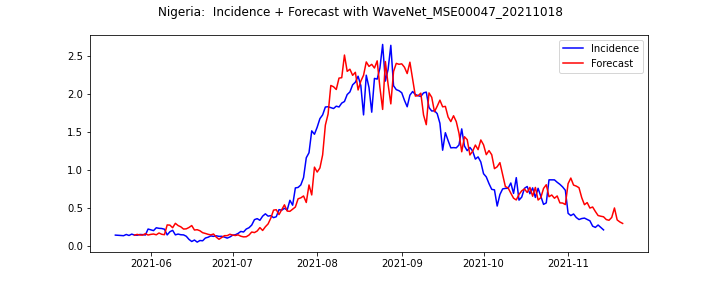 Nigeria:  Incidence + Forecast with WaveNet_MSE00047_20211018
Incidence
Forecast
2.5
2.0
1.5
1.0
0.5
0.0
2021-06 2021-07 2021-08 2021-09 2021-10 2021-11